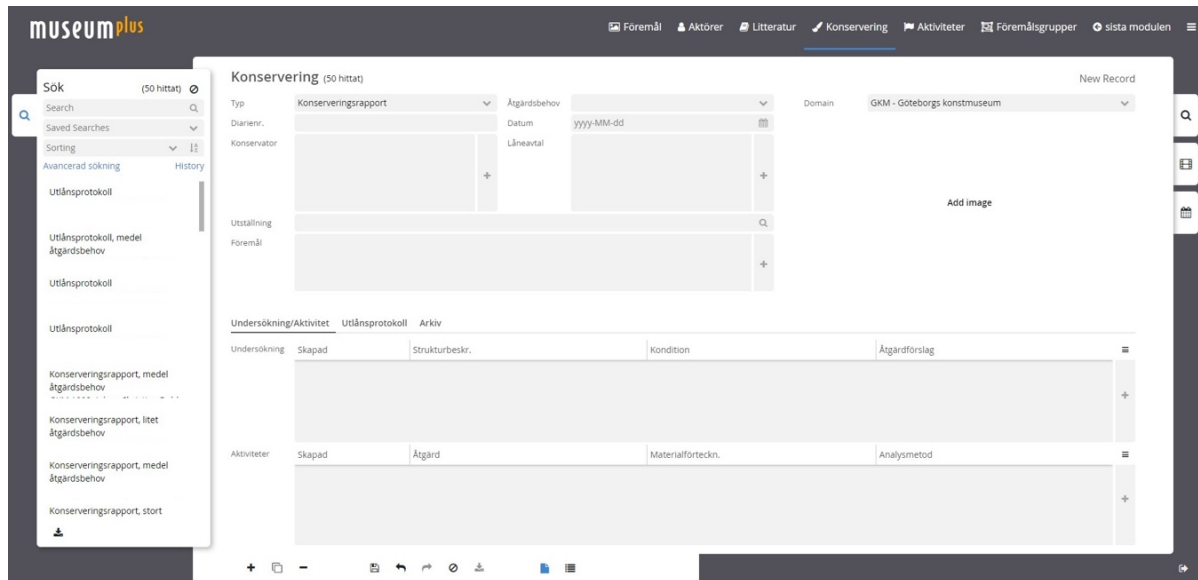 museumplus
Föremål Aktörer Litteratur Konservering Aktiviteter Föremålsgrupper sista modulen
Sök (50 hittat)
Search
Saved Searches
Sorting
Avancerad sökning History
Utlånsprotokoll
Utlånsprotokoll, medel
åtgärdsbehov
Utlånsprotokoll
Utlånsprotokoll
Konserveringsrapport, medel
åtgärdsbehov
Konserveringsrapport, litet
åtgärdsbehov
Konserveringsrapport, medel
åtgärdsbehov
Konserveringsrapport, stort
Konservering (50 hittat) New Record
Typ Konserveringsrapport Åtgärdsbehov Domain GKM - Göteborgs konstmuseum
Diarienr. Datum yyyy-MM-dd
Konservator Låneavtal
Add image
Utställning
Föremål
Undersökning/Aktivitet Utlånsprotokoll Arkiv
Undersökning Skapad Strukturbeskr. Kondition Åtgärdförslag
Aktiviteter Skapad Åtgärd Materialförteckn. Analysmetod